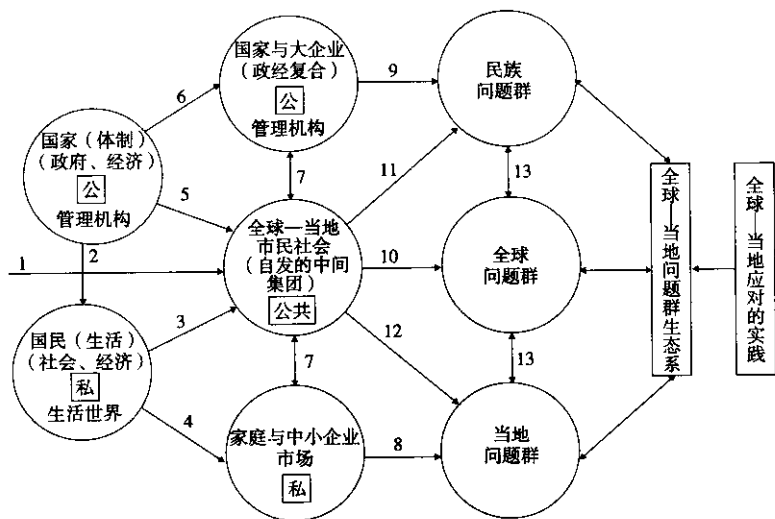 国家与大企业
（政经复合）
公
管理机构
9
民族
问题群
6
国家（体制）
（政府、经济）
公
管理机构
5
7
11
13
全球—当地
市民社会
（自发的中间
集团）
公共
1
2
10
全球
问题群
全球—当地问题群生态系
全球—当地应对的实践
3
12
国民（生活）
（社会、经济）
私
生活世界
7
13
4
家庭与中小企业
市场
私
8
当地
问题群